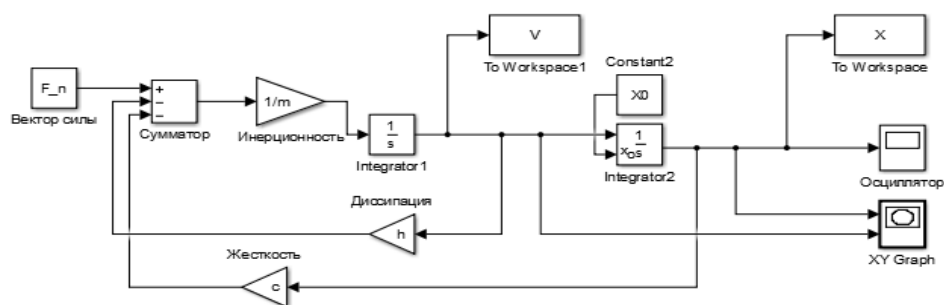 V
To Workspace1
X
To Workspace
Constant2
X0
F_n
Вектор силы
+
−
−
Сумматор
1/m
Инерционность
1
s
Integrator1
xo
1
s
Integrator2
Осциллятор
Диссипация
h
XY Graph
Жесткость
c